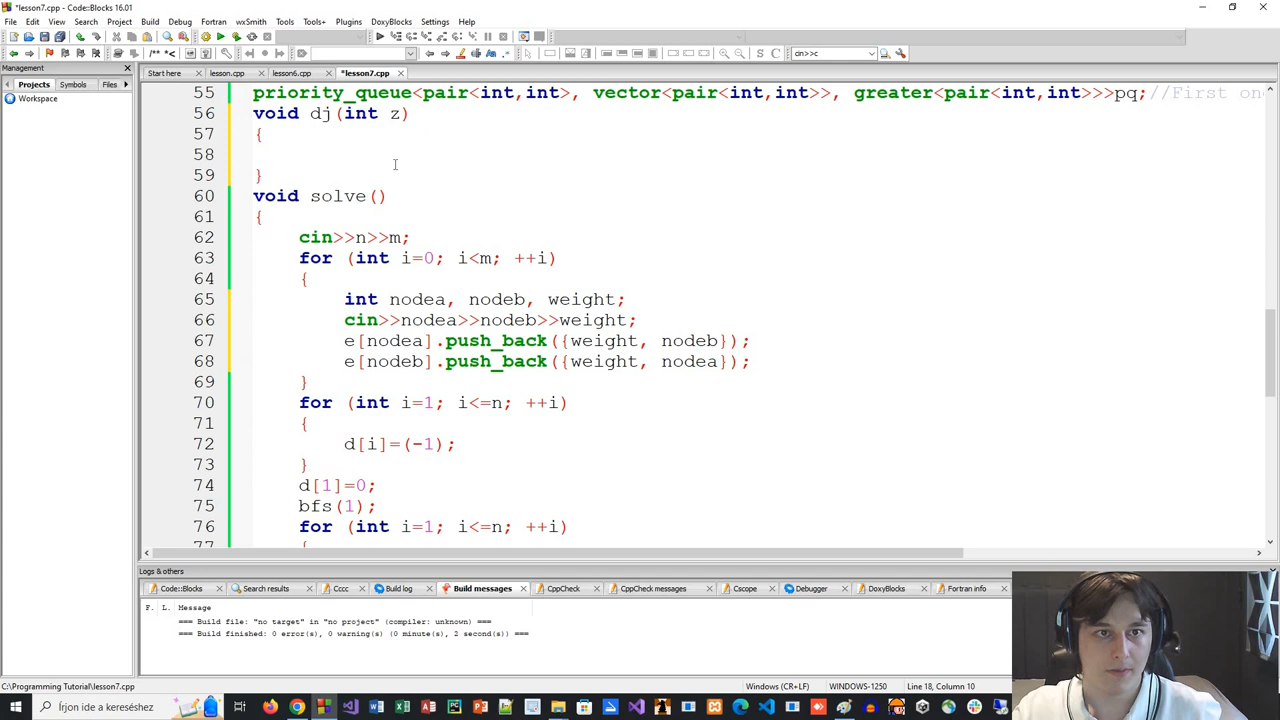 *lesson7.cpp - Code::Blocks 16.01
File Edit View Search Project Build Debug Fortran wxSmith Tools Tools+ Plugins DoxyBlocks Settings Help
/** *<
cin>>c
Management
Projects Symbols Files
Workspace
Start here lesson.cpp lesson6.cpp *lesson7.cpp
55 priority_queue<pair<int,int>, vector<pair<int,int>>, greater<pair<int,int>>>pq;//First on
56 void dj(int z)
57 {
58
59 }
60 void solve()
61 {
62 cin>>n>>m;
63 for (int i=0; i<m; ++i)
64 {
65 int nodea, nodeb, weight;
66 cin>>nodea>>nodeb>>weight;
67 e[nodea].push_back({weight, nodeb});
68 e[nodeb].push_back({weight, nodea});
69 }
70 for (int i=1; i<=n; ++i)
71 {
72 d[i]=(-1);
73 }
74 d[1]=0;
75 bfs(1);
76 for (int i=1; i<=n; ++i)
77 {
Logs & others
Code::Blocks Search results Cccc Build log Build messages CppCheck CppCheck messages Cscope Debugger DoxyBlocks Fortran info
F. L. Message
=== Build file: "no target" in "no project" (compiler: unknown) ===
=== Build finished: 0 error(s), 0 warning(s) (0 minute(s), 2 second(s)) ===
C:\Programming Tutorial\lesson7.cpp Windows (CR+LF) WINDOWS-1250 Line 18, Column 10
Írjon ide a kereséshez